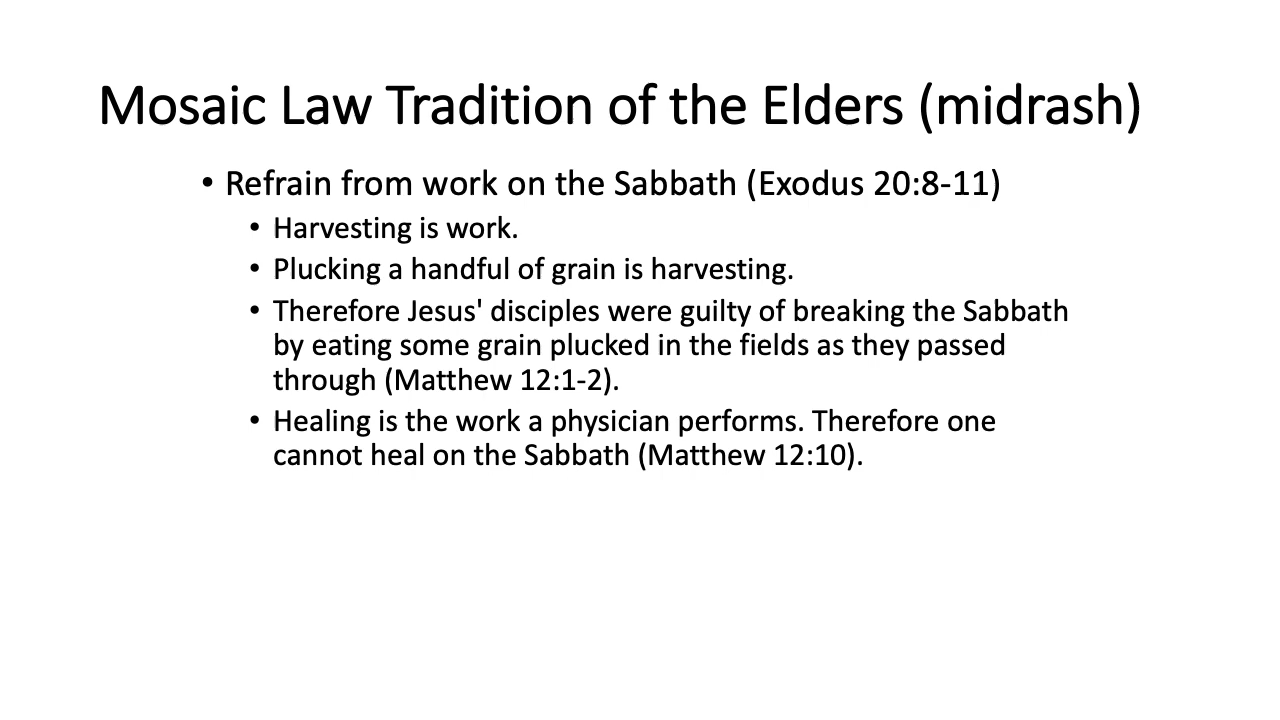 Mosaic Law Tradition of the Elders (midrash)
• Refrain from work on the Sabbath (Exodus 20:8-11)
• Harvesting is work.
• Plucking a handful of grain is harvesting.
• Therefore Jesus' disciples were guilty of breaking the Sabbath
by eating some grain plucked in the fields as they passed
through (Matthew 12:1-2).
• Healing is the work a physician performs. Therefore one
cannot heal on the Sabbath (Matthew 12:10).